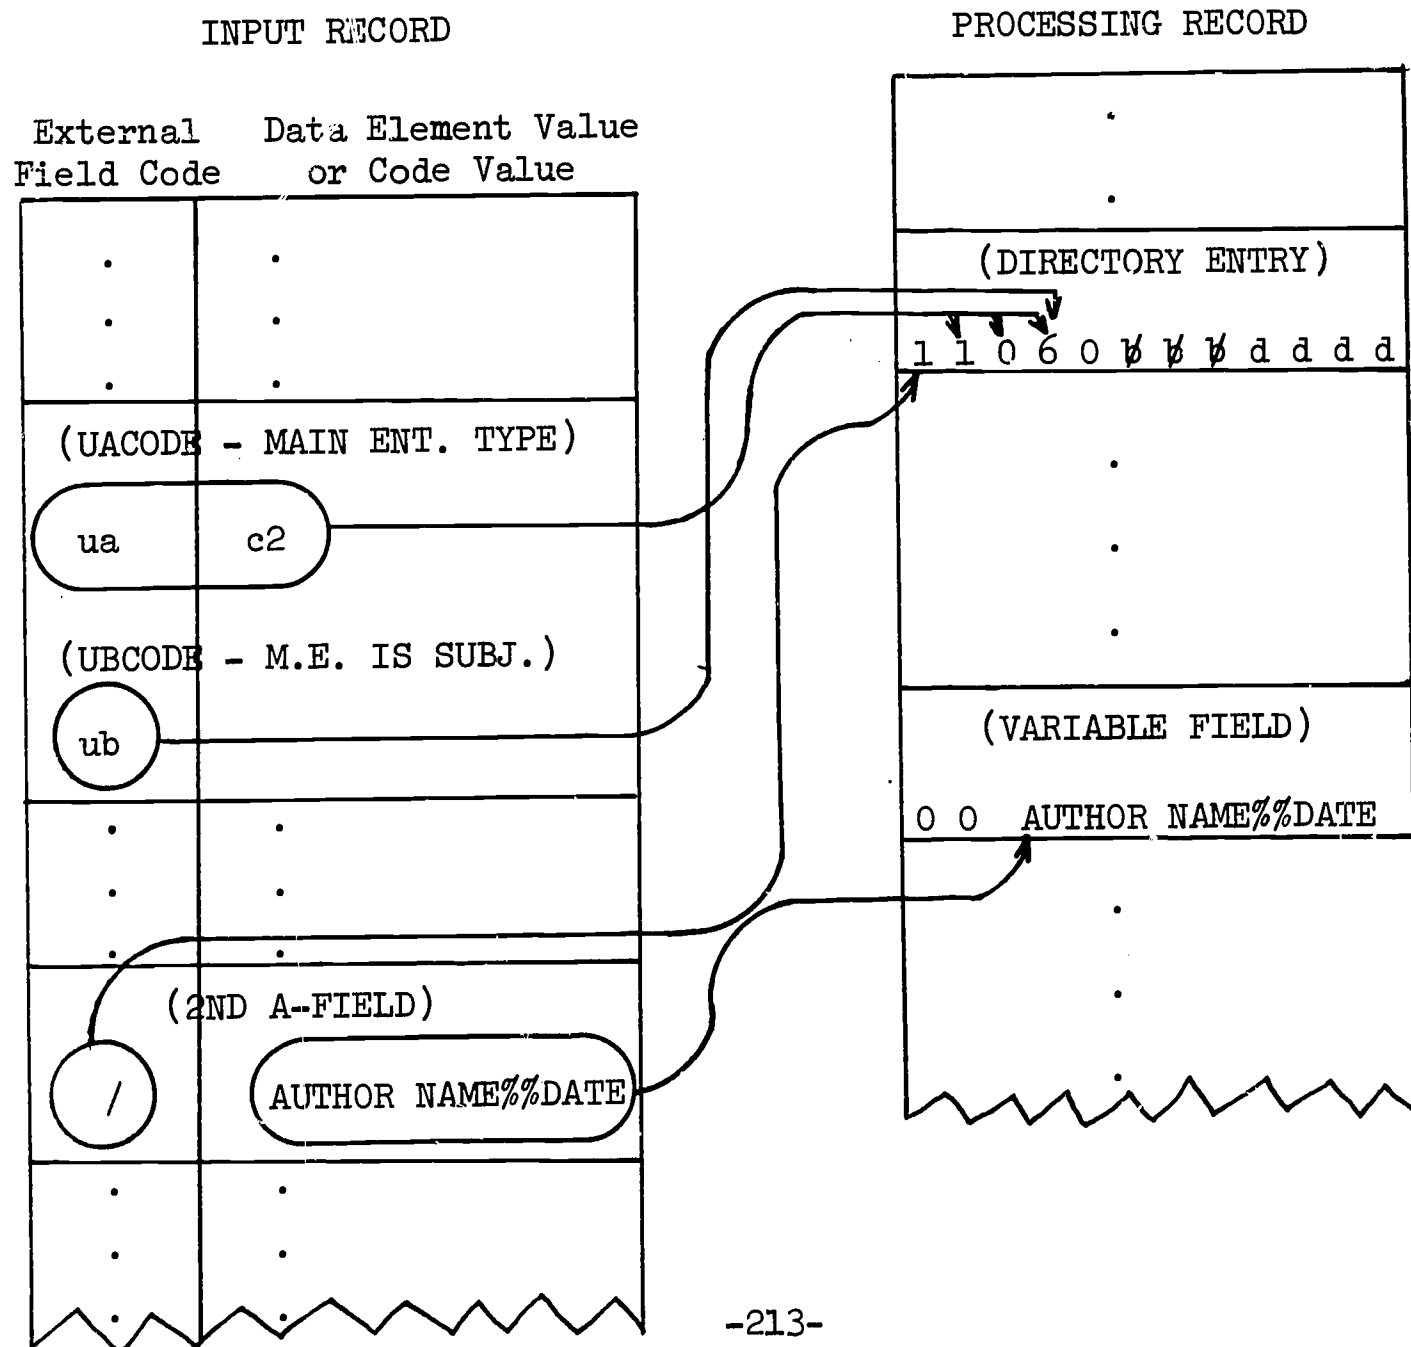 INPUT RECORD
External Field Code
Data Element Value or Code Value
(UACODE - MAIN ENT. TYPE)
ua c2
(UBCODE - M.E. IS SUBJ.)
ub
(2ND A--FIELD)
/ AUTHOR NAME%%DATE
PROCESSING RECORD
(DIRECTORY ENTRY)
1 1 0 6 0 b̸ b̸ b̸ d d d d
(VARIABLE FIELD)
0 0 AUTHOR NAME%%DATE
-213-